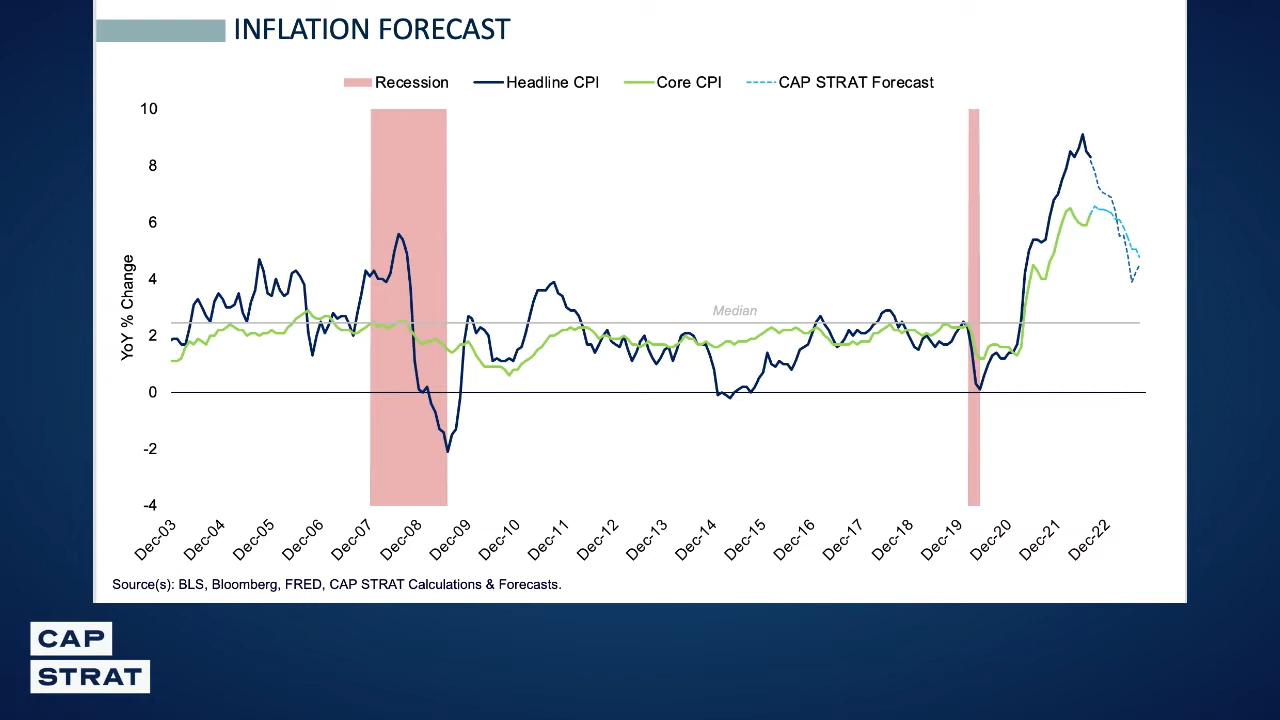 INFLATION FORECAST
Recession
Headline CPI
Core CPI
CAP STRAT Forecast
10
8
6
4
2
0
-2
-4
YoY % Change
Median
Dec-03
Dec-04
Dec-05
Dec-06
Dec-07
Dec-08
Dec-09
Dec-10
Dec-11
Dec-12
Dec-13
Dec-14
Dec-15
Dec-16
Dec-17
Dec-18
Dec-19
Dec-20
Dec-21
Dec-22
Source(s): BLS, Bloomberg, FRED, CAP STRAT Calculations & Forecasts.
CAP
STRAT